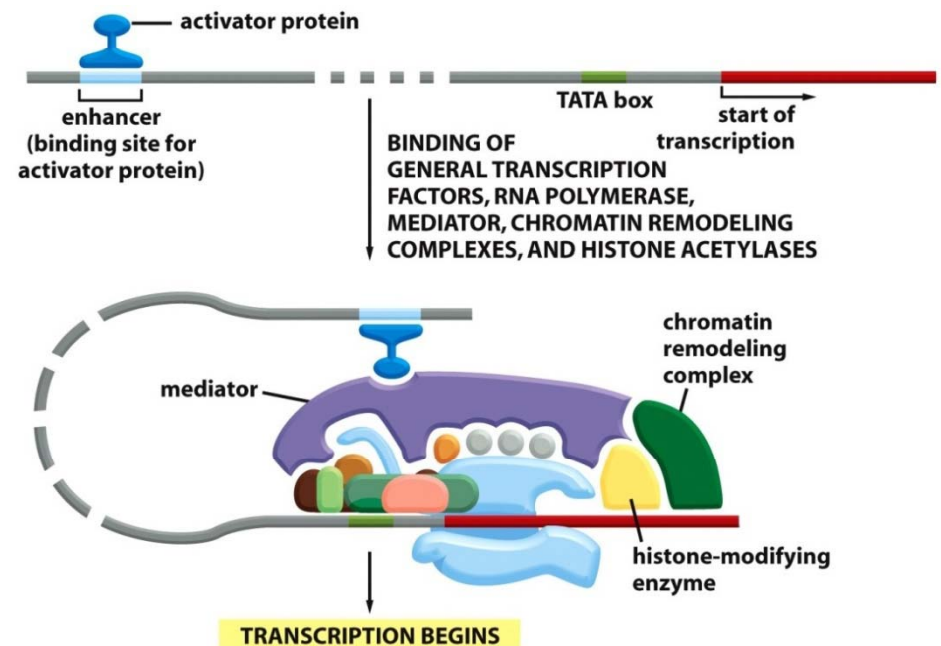 activator protein
enhancer
(binding site for
activator protein)
TATA box
start of
transcription
BINDING OF
GENERAL TRANSCRIPTION
FACTORS, RNA POLYMERASE,
MEDIATOR, CHROMATIN REMODELING
COMPLEXES, AND HISTONE ACETYLASES
chromatin
remodeling
complex
mediator
histone-modifying
enzyme
TRANSCRIPTION BEGINS